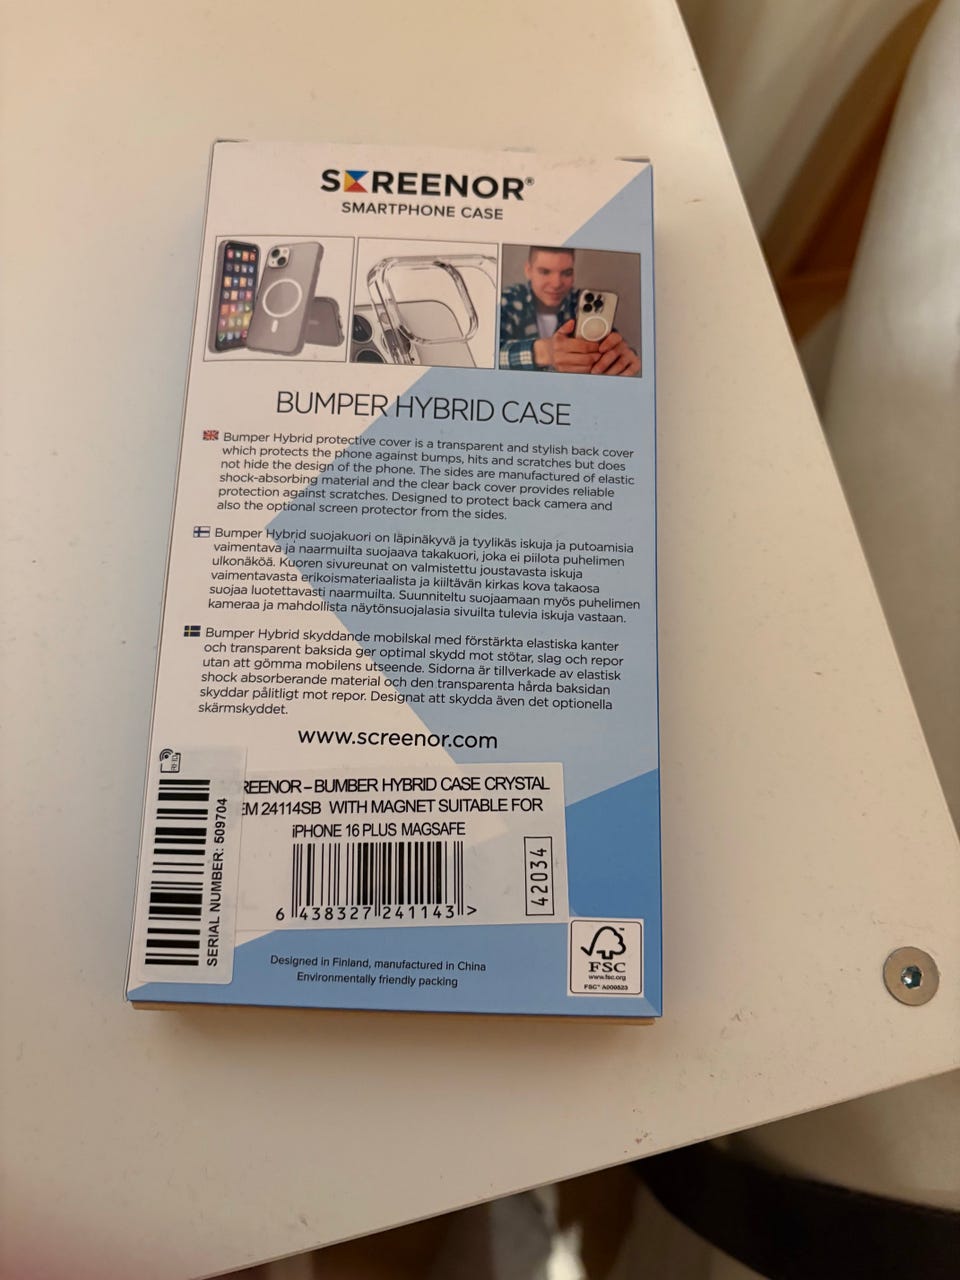 SCREENOR®
SMARTPHONE CASE
BUMPER HYBRID CASE
Bumper Hybrid protective cover is a transparent and stylish back cover
which protects the phone against bumps, hits and scratches but does
not hide the design of the phone. The sides are manufactured of elastic
shock-absorbing material and the clear back cover provides reliable
protection against scratches. Designed to protect back camera and
also the optional screen protector from the sides.
Bumper Hybrid suojakuori on läpinäkyvä ja tyylikäs iskuja ja putoamisia
vaimentava ja naarmuilta suojaava takakuori, joka ei piilota puhelimen
ulkonäköä. Kuoren sivureunat on valmistettu joustavasta iskuja
vaimentavasta erikoismateriaalista ja kiiltävän kirkas kova takaosa
suojaa luotettavasti naarmuilta. Suunniteltu suojaamaan myös puhelimen
kameraa ja mahdollista näytönsuojalasia sivuilta tulevia iskuja vastaan.
Bumper Hybrid skyddande mobilskal med förstärkta elastiska kanter
och transparent baksida ger optimal skydd mot stötar, slag och repor
utan att gömma mobilens utseende. Sidorna är tillverkade av elastisk
shock absorberande material och den transparenta hårda baksidan
skyddar pålitligt mot repor. Designat att skydda även det optionella
skärmskyddet.
www.screenor.com
REENOR – BUMBER HYBRID CASE CRYSTAL
EM 24114SB WITH MAGNET SUITABLE FOR
iPHONE 16 PLUS MAGSAFE
6 438327 241143 >
42034
RFID
SERIAL NUMBER: 509704
Designed in Finland, manufactured in China
Environmentally friendly packing
FSC
www.fsc.org
FSC® A000523